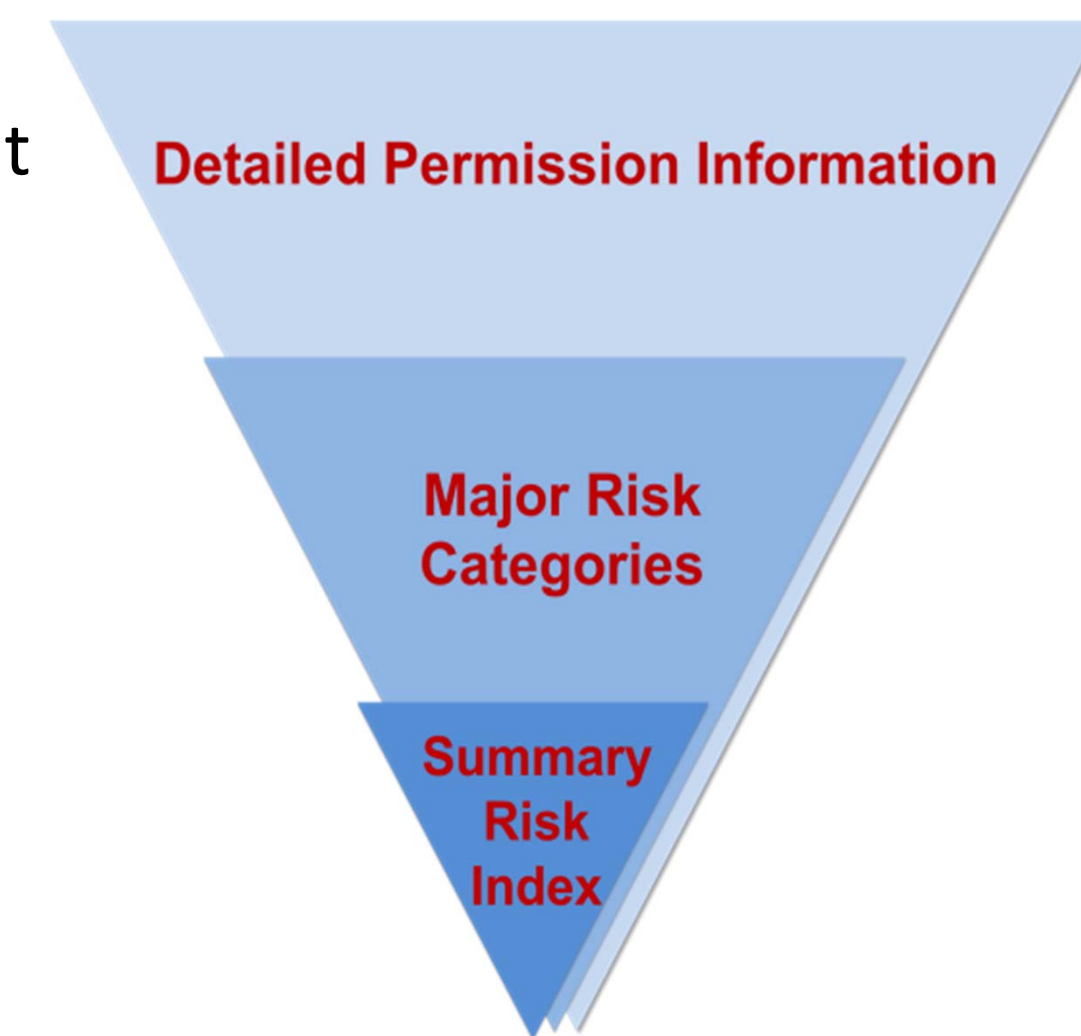 t
Detailed Permission Information
Major Risk
Categories
Summary
Risk
Index